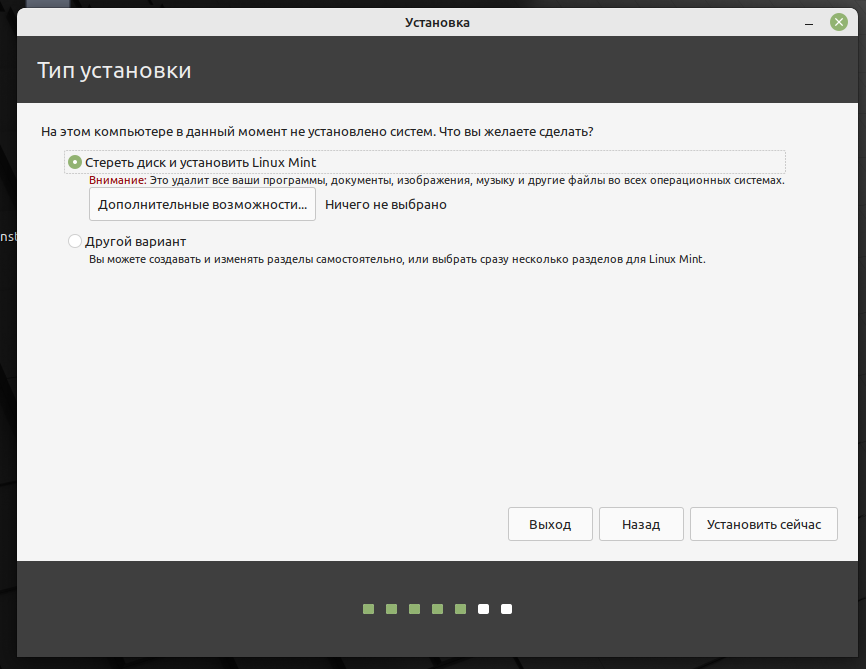 Установка
Тип установки
На этом компьютере в данный момент не установлено систем. Что вы желаете сделать?
Стереть диск и установить Linux Mint
Внимание: Это удалит все ваши программы, документы, изображения, музыку и другие файлы во всех операционных системах.
Дополнительные возможности... Ничего не выбрано
Другой вариант
Вы можете создавать и изменять разделы самостоятельно, или выбрать сразу несколько разделов для Linux Mint.
Выход Назад Установить сейчас